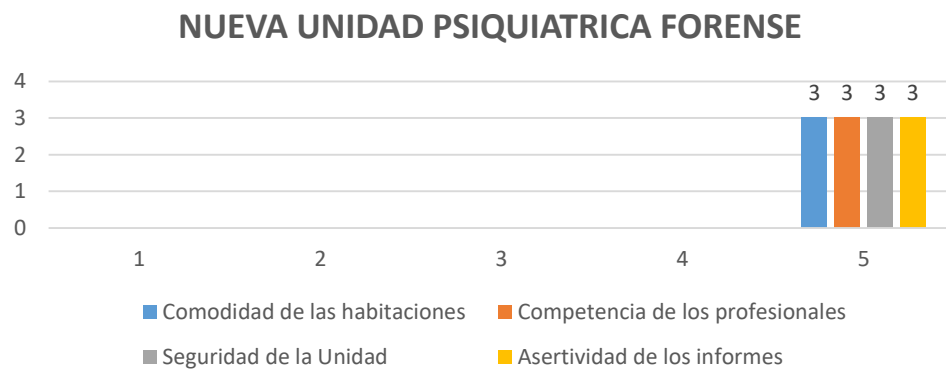 NUEVA UNIDAD PSIQUIATRICA FORENSE
4
3
2
1
0
3 3 3 3
1 2 3 4 5
Comodidad de las habitaciones Competencia de los profesionales
Seguridad de la Unidad Asertividad de los informes